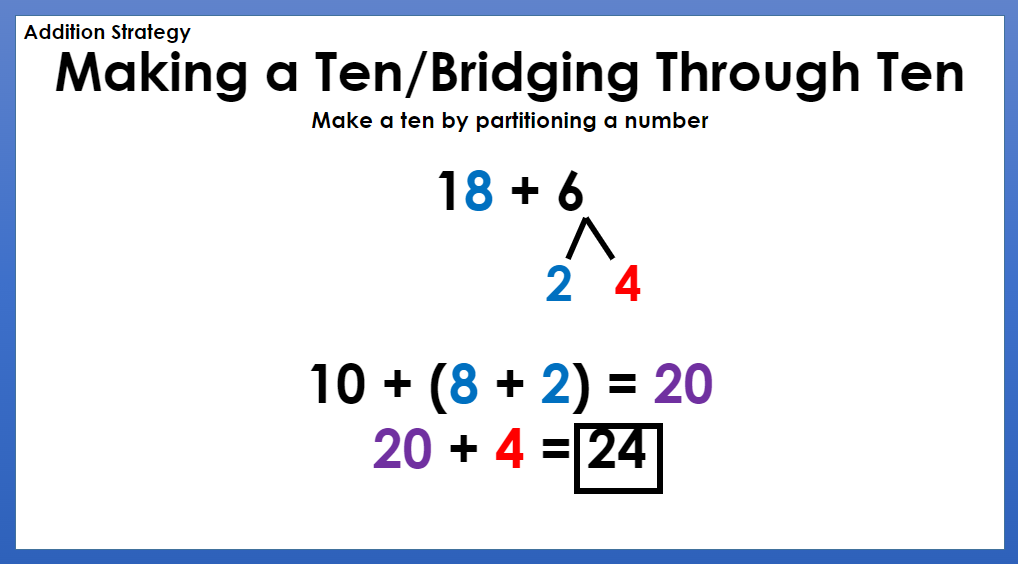 Addition Strategy
Making a Ten/Bridging Through Ten
Make a ten by partitioning a number
18 + 6
2 4
10 + (8 + 2) = 20
20 + 4 = 24